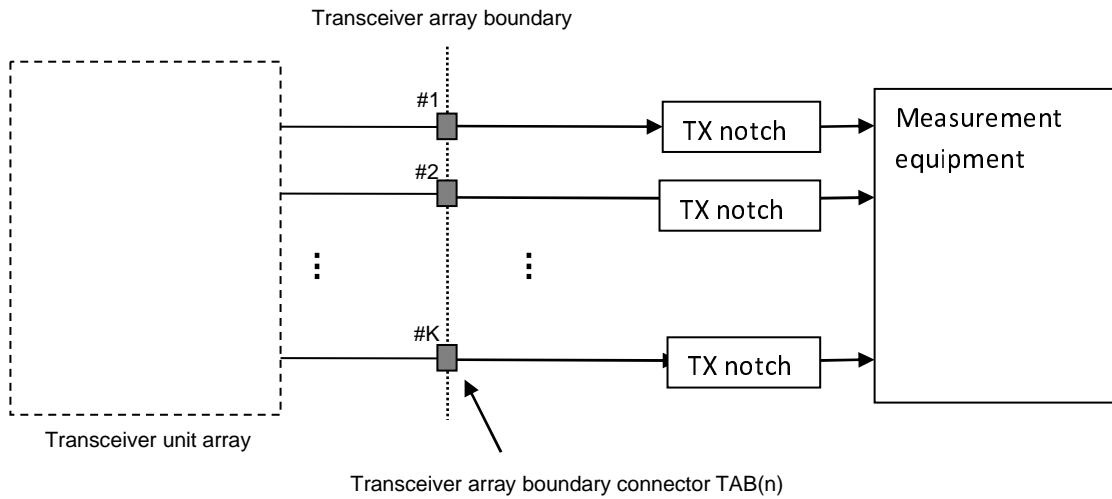 Transceiver array boundary
#1
TX notch
Measurement
equipment
#2
TX notch
#K
TX notch
Transceiver unit array
Transceiver array boundary connector TAB(n)